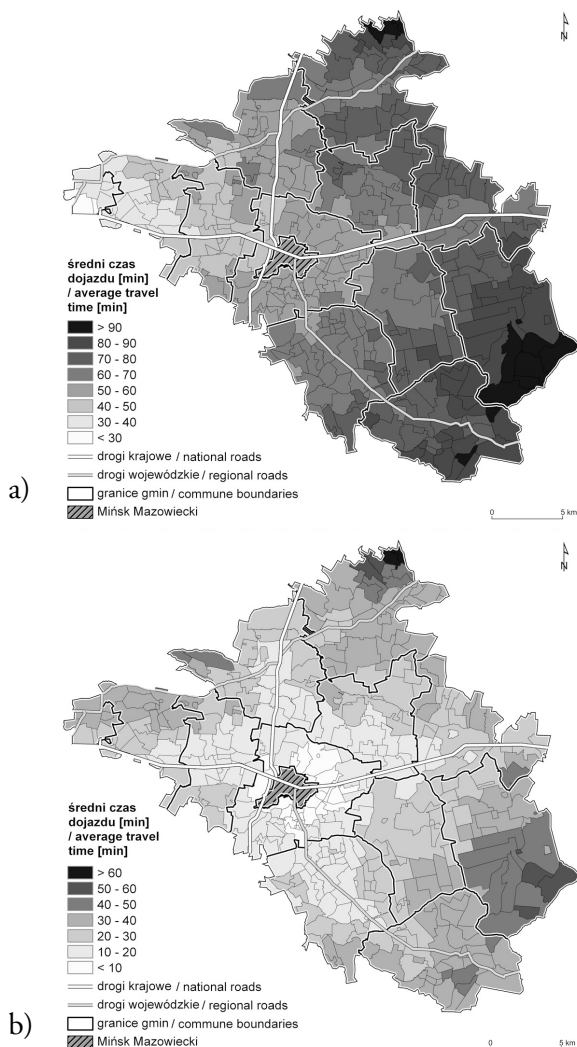 N
średni czas
dojazdu [min]
/ average travel
time [min]
> 90
80 - 90
70 - 80
60 - 70
50 - 60
40 - 50
30 - 40
< 30
drogi krajowe / national roads
drogi wojewódzkie / regional roads
granice gmin / commune boundaries
Mińsk Mazowiecki
a)
0 5 km
N
średni czas
dojazdu [min]
/ average travel
time [min]
> 60
50 - 60
40 - 50
30 - 40
20 - 30
10 - 20
< 10
drogi krajowe / national roads
drogi wojewódzkie / regional roads
granice gmin / commune boundaries
Mińsk Mazowiecki
b)
0 5 km